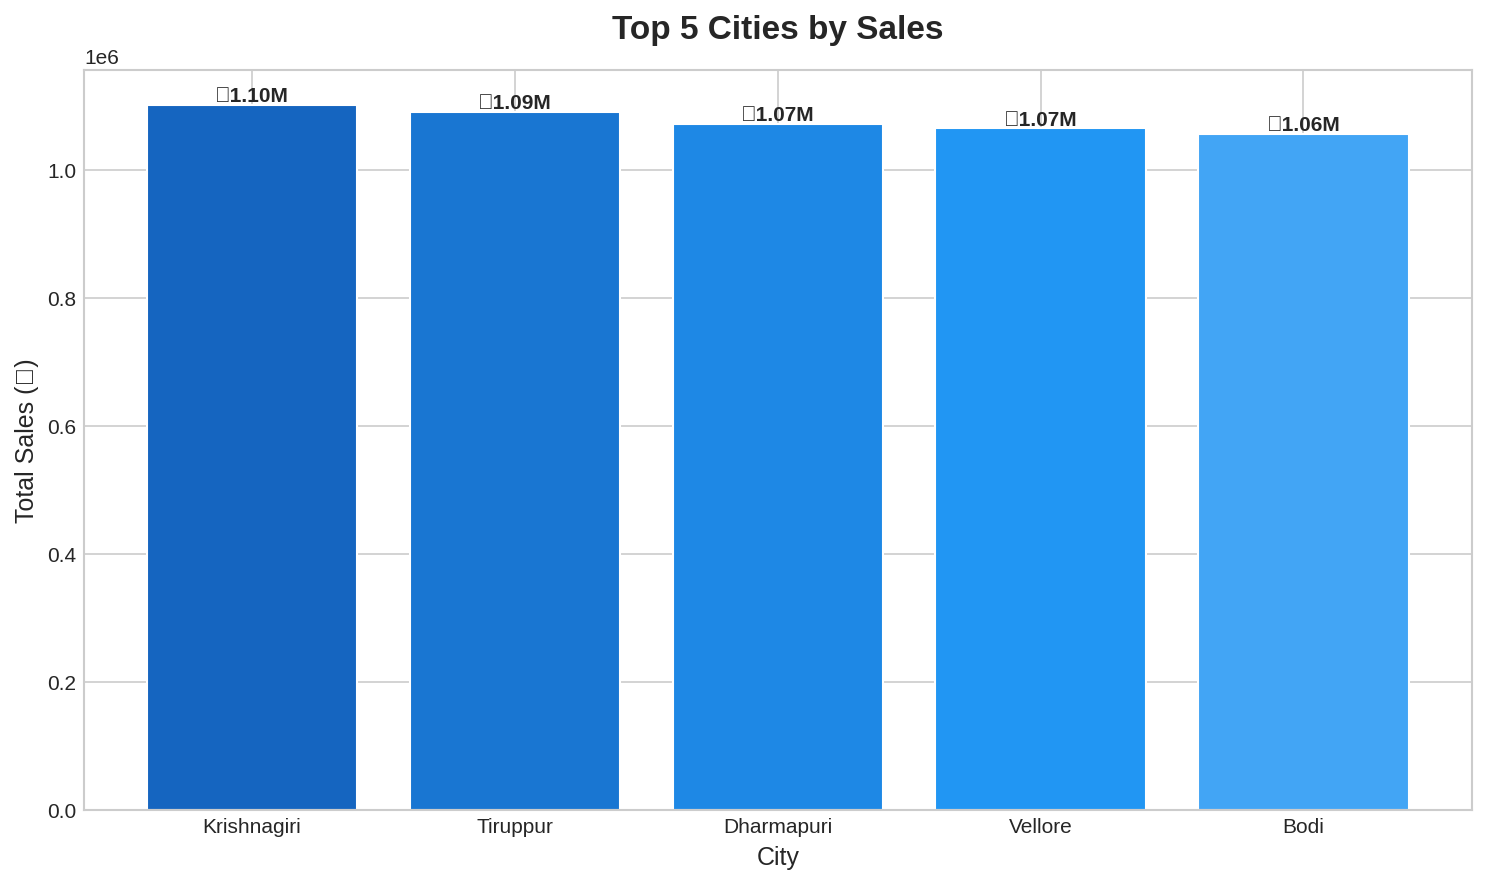 Top 5 Cities by Sales
1e6
□1.10M
□1.09M
□1.07M
□1.07M
□1.06M
1.0
0.8
0.6
0.4
0.2
0.0
Total Sales (□)
Krishnagiri
Tiruppur
Dharmapuri
Vellore
Bodi
City